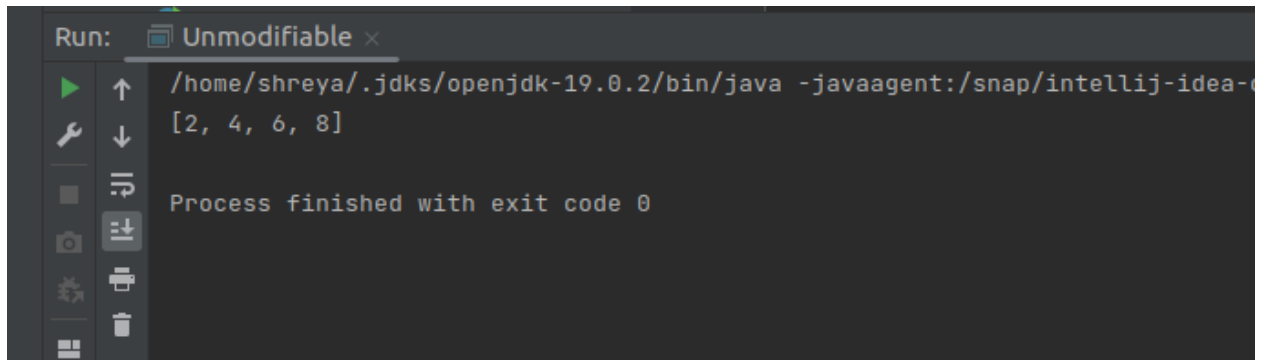 Run: Unmodifiable ×
/home/shreya/.jdks/openjdk-19.0.2/bin/java -javaagent:/snap/intellij-idea-
[2, 4, 6, 8]
Process finished with exit code 0